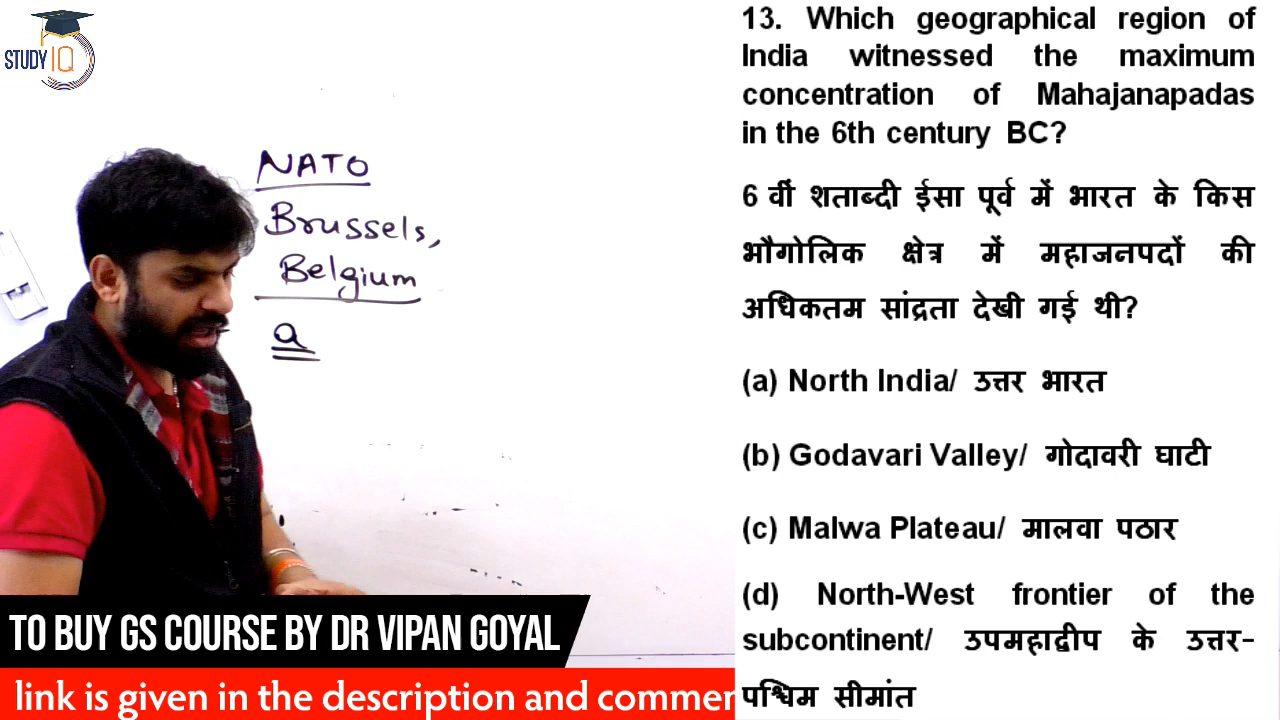 STUDY IQ
NATO
Brussels,
Belgium
a
TO BUY GS COURSE BY DR VIPAN GOYAL
link is given in the description and commen
13. Which geographical region of
India witnessed the maximum
concentration of Mahajanapadas
in the 6th century BC?
6 वीं शताब्दी ईसा पूर्व में भारत के किस
भौगोलिक क्षेत्र में महाजनपदों की
अधिकतम सांद्रता देखी गई थी?
(a) North India/ उत्तर भारत
(b) Godavari Valley/ गोदावरी घाटी
(c) Malwa Plateau/ मालवा पठार
(d) North-West frontier of the
subcontinent/ उपमहाद्वीप के उत्तर-
पश्चिम सीमांत